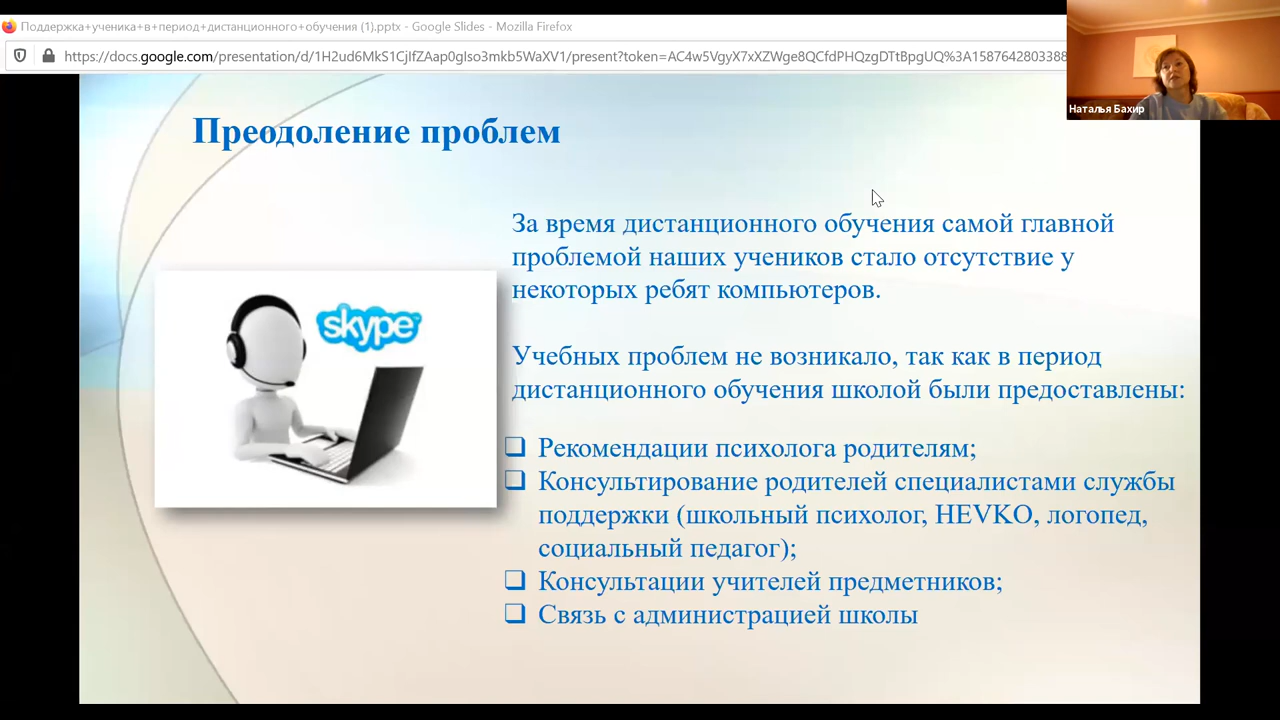 Поддержка+ученика+в+период+дистанционного+обучения (1).pptx - Google Slides - Mozilla Firefox
https://docs.google.com/presentation/d/1H2ud6MkS1CjIfZAap0gIso3mkb5WaXV1/present?token=AC4w5VgyX7xXZWge8QCfdPHQzgDTtBpgUQ%3A1587642803388
Наталья Бахир
Преодоление проблем
За время дистанционного обучения самой главной
проблемой наших учеников стало отсутствие у
некоторых ребят компьютеров.
skype
Учебных проблем не возникало, так как в период
дистанционного обучения школой были предоставлены:
Рекомендации психолога родителям;
Консультирование родителей специалистами службы
поддержки (школьный психолог, HEVKO, логопед,
социальный педагог);
Консультации учителей предметников;
Связь с администрацией школы